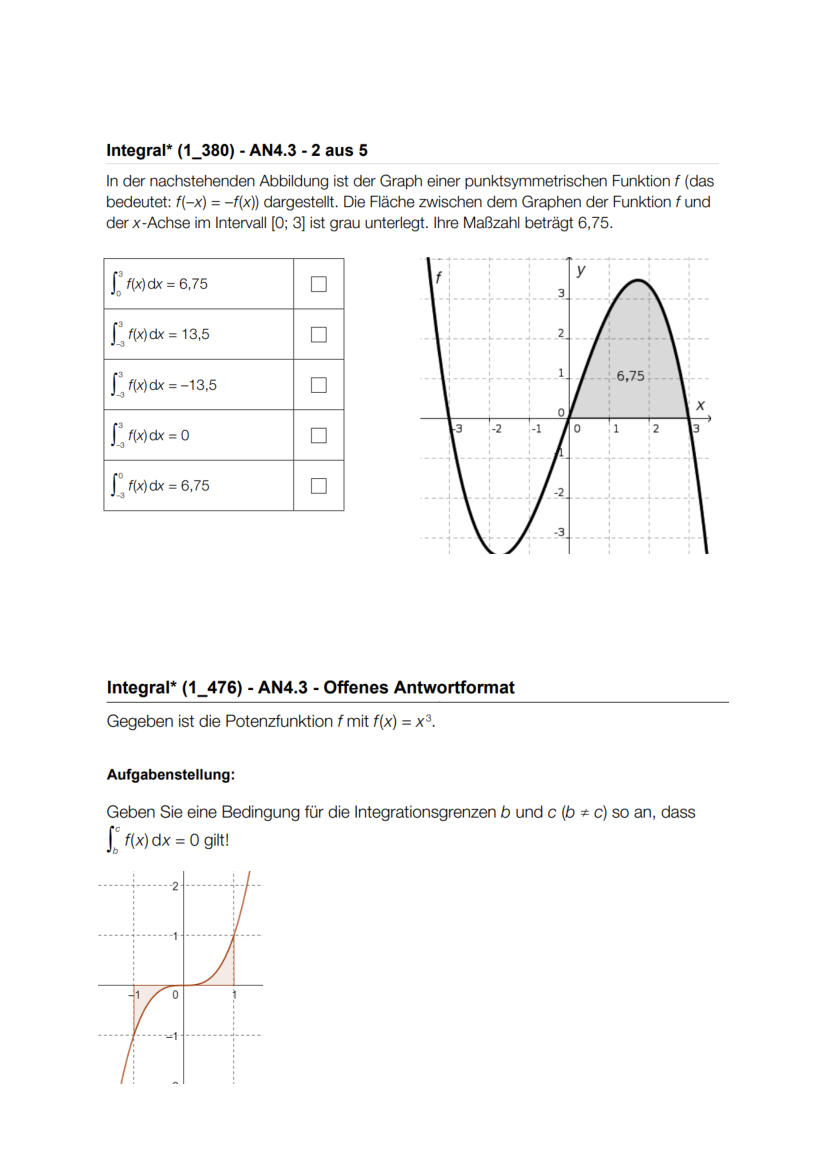 Integral* (1_380) - AN4.3 - 2 aus 5
In der nachstehenden Abbildung ist der Graph einer punktsymmetrischen Funktion f (das
bedeutet: f(–x) = –f(x)) dargestellt. Die Fläche zwischen dem Graphen der Funktion f und
der x-Achse im Intervall [0; 3] ist grau unterlegt. Ihre Maßzahl beträgt 6,75.
∫₀³ f(x) dx = 6,75
∫₋₃³ f(x) dx = 13,5
∫₋₃³ f(x) dx = –13,5
∫₋₃³ f(x) dx = 0
∫₋₃⁰ f(x) dx = 6,75
f
y
3
2
1
6,75
x
0
-3 -2 -1 0 1 2 3
-1
-2
-3
Integral* (1_476) - AN4.3 - Offenes Antwortformat
Gegeben ist die Potenzfunktion f mit f(x) = x³.
Aufgabenstellung:
Geben Sie eine Bedingung für die Integrationsgrenzen b und c (b ≠ c) so an, dass
∫_b^c f(x) dx = 0 gilt!
2
1
–1 0 1
–1